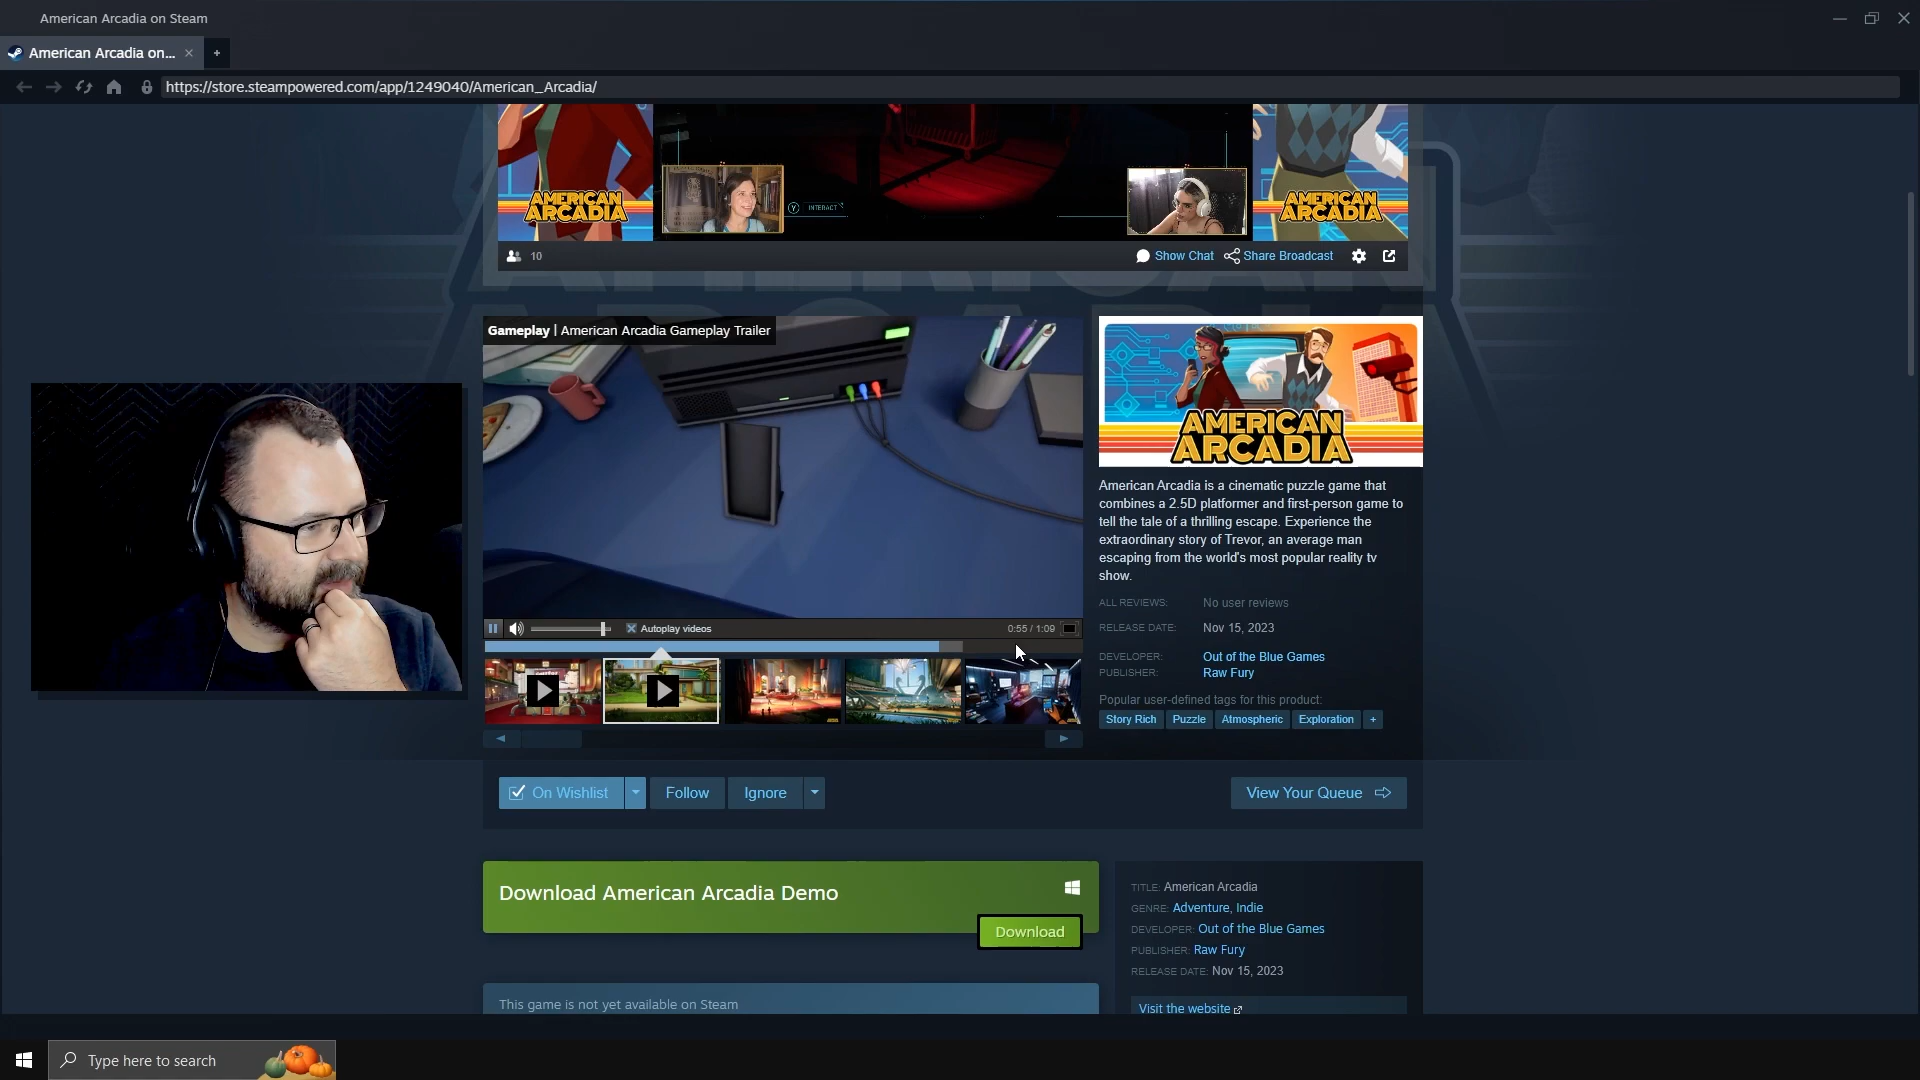 American Arcadia on Steam
American Arcadia on...
https://store.steampowered.com/app/1249040/American_Arcadia/
AMERICAN
ARCADIA
Y INTERACT
AMERICAN
ARCADIA
10
Show Chat
Share Broadcast
Gameplay | American Arcadia Gameplay Trailer
AMERICAN
ARCADIA
American Arcadia is a cinematic puzzle game that
combines a 2.5D platformer and first-person game to
tell the tale of a thrilling escape. Experience the
extraordinary story of Trevor, an average man
escaping from the world's most popular reality tv
show.
ALL REVIEWS: No user reviews
RELEASE DATE: Nov 15, 2023
DEVELOPER: Out of the Blue Games
PUBLISHER: Raw Fury
Popular user-defined tags for this product:
Story Rich Puzzle Atmospheric Exploration +
Autoplay videos
0:55 / 1:09
On Wishlist
Follow
Ignore
View Your Queue
Download American Arcadia Demo
Download
This game is not yet available on Steam
TITLE: American Arcadia
GENRE: Adventure, Indie
DEVELOPER: Out of the Blue Games
PUBLISHER: Raw Fury
RELEASE DATE: Nov 15, 2023
Visit the website
Type here to search